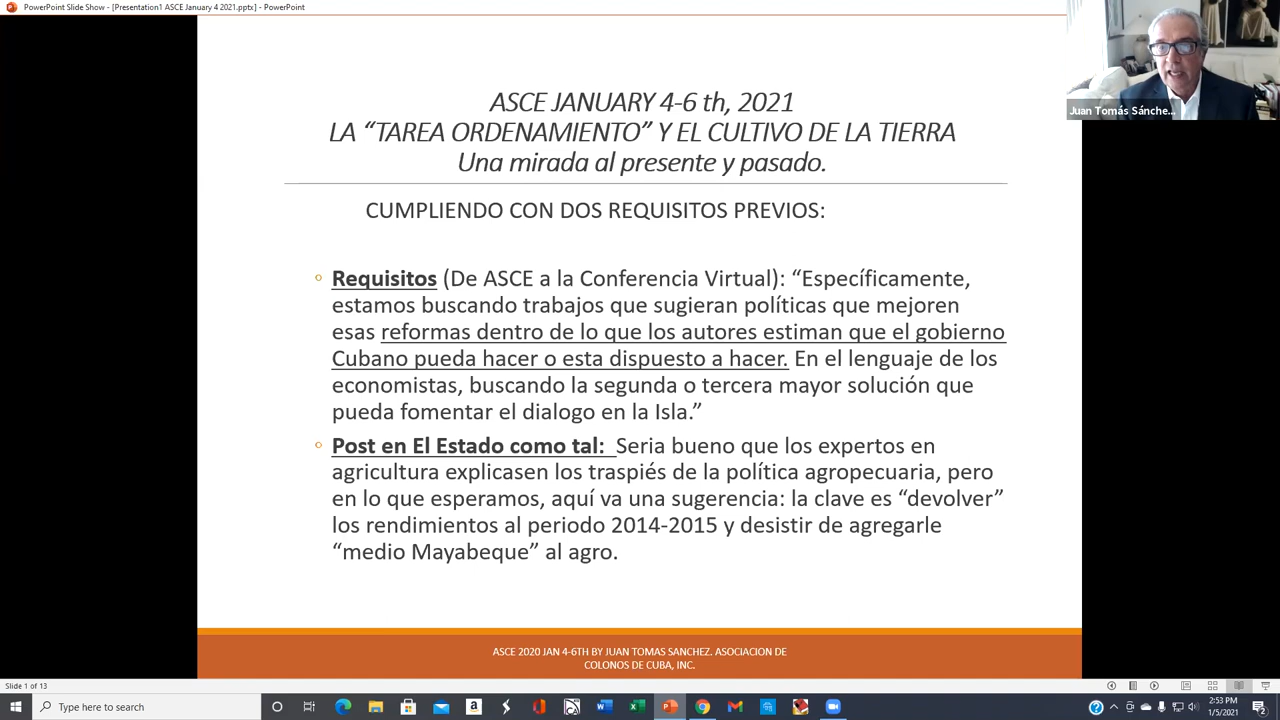 PowerPoint Slide Show - [Presentation1 ASCE January 4 2021.pptx] - PowerPoint
Juan Tomás Sánche...
ASCE JANUARY 4-6 th, 2021
LA “TAREA ORDENAMIENTO” Y EL CULTIVO DE LA TIERRA
Una mirada al presente y pasado.
CUMPLIENDO CON DOS REQUISITOS PREVIOS:
Requisitos (De ASCE a la Conferencia Virtual): “Específicamente,
estamos buscando trabajos que sugieran políticas que mejoren
esas reformas dentro de lo que los autores estiman que el gobierno
Cubano pueda hacer o esta dispuesto a hacer. En el lenguaje de los
economistas, buscando la segunda o tercera mayor solución que
pueda fomentar el dialogo en la Isla.”
Post en El Estado como tal: Seria bueno que los expertos en
agricultura explicasen los traspiés de la política agropecuaria, pero
en lo que esperamos, aquí va una sugerencia: la clave es “devolver”
los rendimientos al periodo 2014-2015 y desistir de agregarle
“medio Mayabeque” al agro.
ASCE 2020 JAN 4-6TH BY JUAN TOMAS SANCHEZ. ASOCIACION DE
COLONOS DE CUBA, INC.
Slide 1 of 13
Type here to search
2:53 PM
1/5/2021